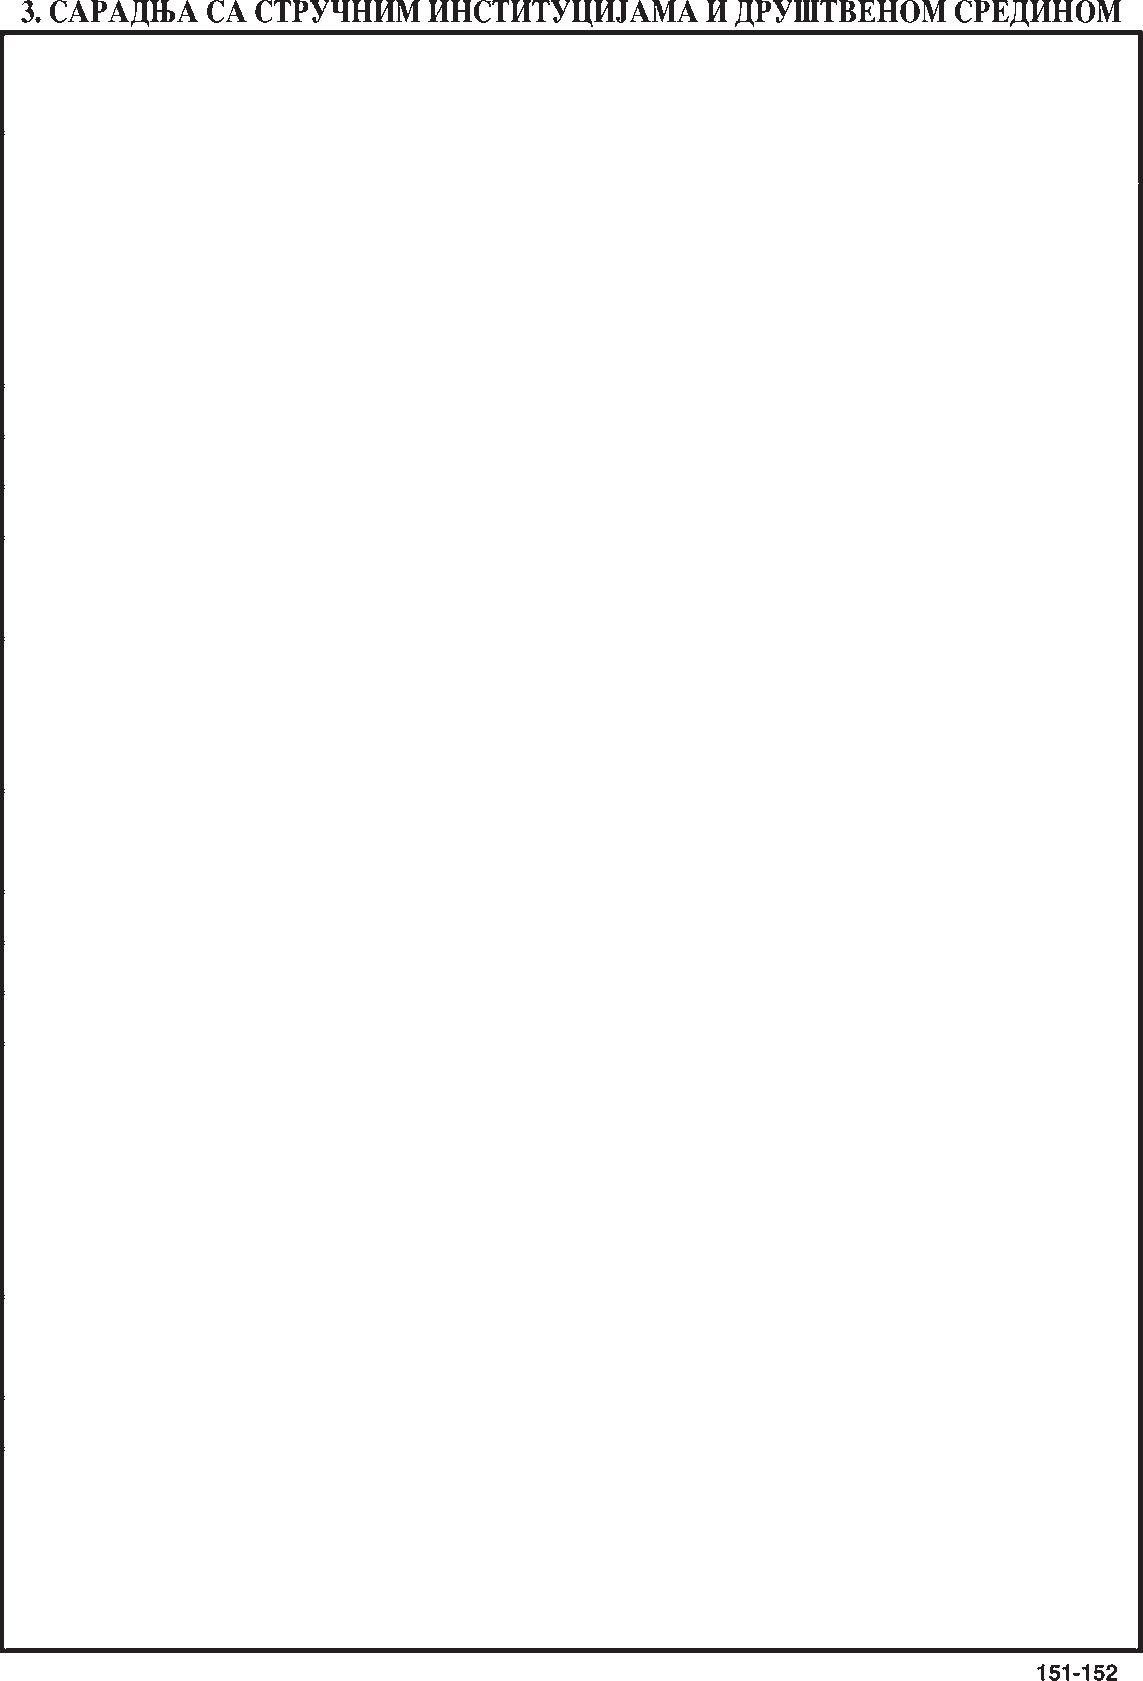 3. САРАДЊА СА СТРУЧНИМ ИНСТИТУЦИЈАМА И ДРУШТВЕНОМ СРЕДИНОМ
151-152